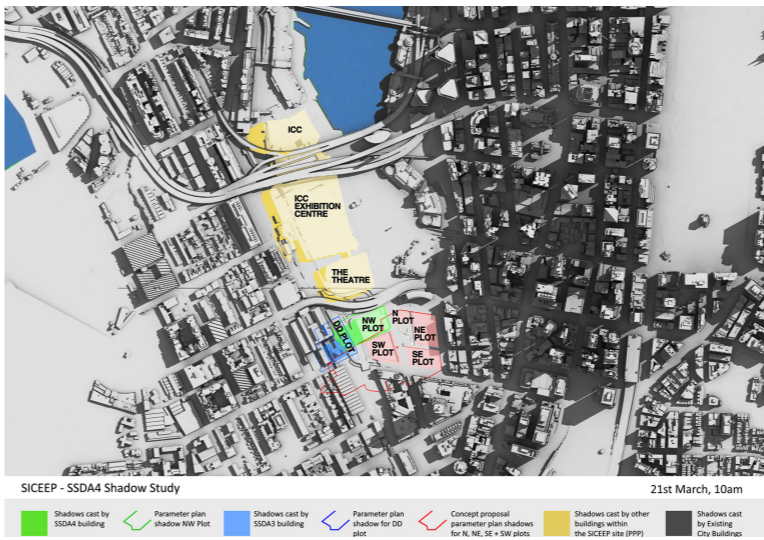 ICC
ICC
EXHIBITION
CENTRE
THE
THEATRE
DD PLOT
NW
PLOT
N
PLOT
NE
PLOT
SW
PLOT
SE
PLOT
SICEEP - SSDA4 Shadow Study
21st March, 10am
Shadows cast by
SSDA4 building
Parameter plan
shadow NW Plot
Shadows cast by
SSDA3 building
Parameter plan
shadow for DD
plot
Concept proposal
parameter plan shadows
for N, NE, SE + SW plots
Shadows cast by other
buildings within
the SICEEP site (PPP)
Shadows cast
by Existing
City Buildings